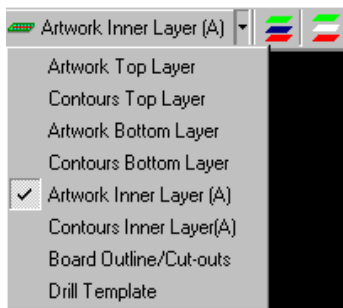 Artwork Inner Layer (A)
Artwork Top Layer
Contours Top Layer
Artwork Bottom Layer
Contours Bottom Layer
Artwork Inner Layer (A)
Contours Inner Layer(A)
Board Outline/Cut-outs
Drill Template